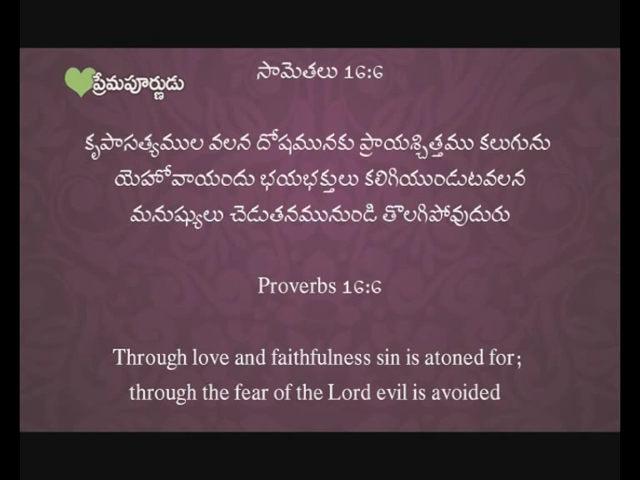 సామెతలు 16:6
ప్రేమపూర్ణుడు
కృపాసత్యముల వలన దోషమునకు ప్రాయశ్చిత్తము కలుగును
యెహోవాయందు భయభక్తులు కలిగియుండుటవలన
మనుష్యులు చెడుతనమునుండి తొలగిపోవుదురు
Proverbs 16:6
Through love and faithfulness sin is atoned for;
through the fear of the Lord evil is avoided